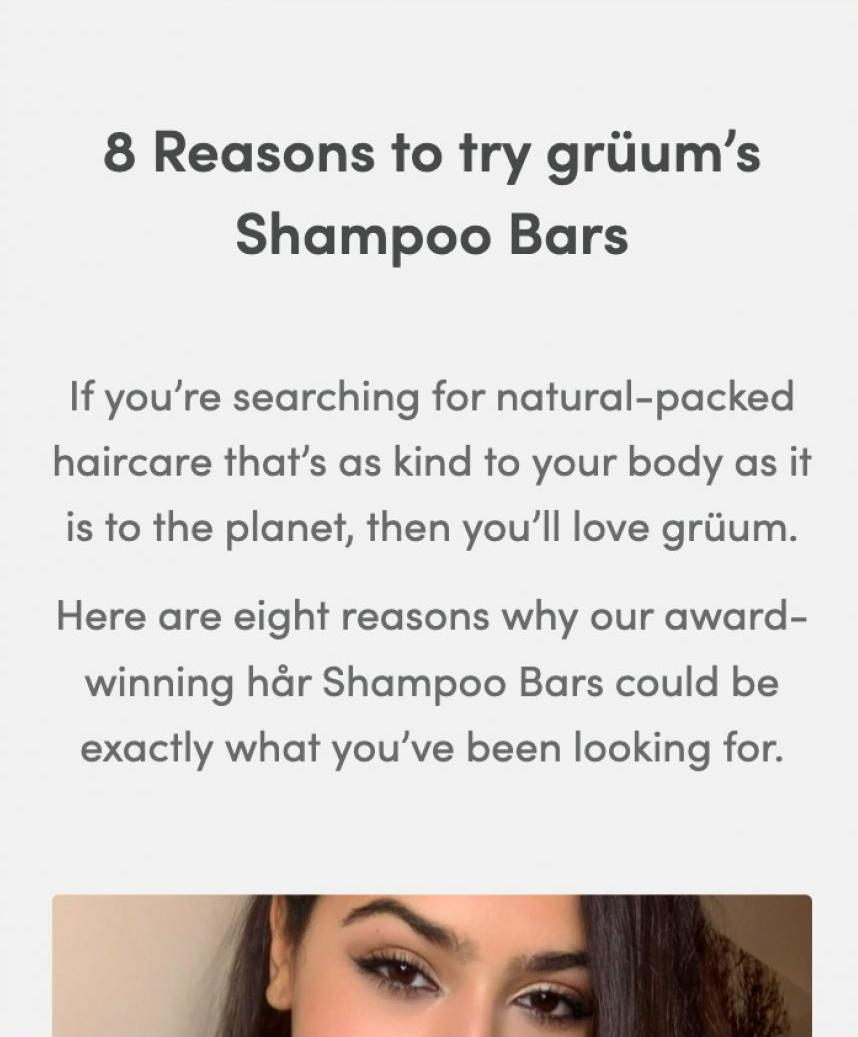 8 Reasons to try grüum’s
Shampoo Bars
If you’re searching for natural-packed
haircare that’s as kind to your body as it
is to the planet, then you’ll love grüum.
Here are eight reasons why our award-
winning hår Shampoo Bars could be
exactly what you’ve been looking for.